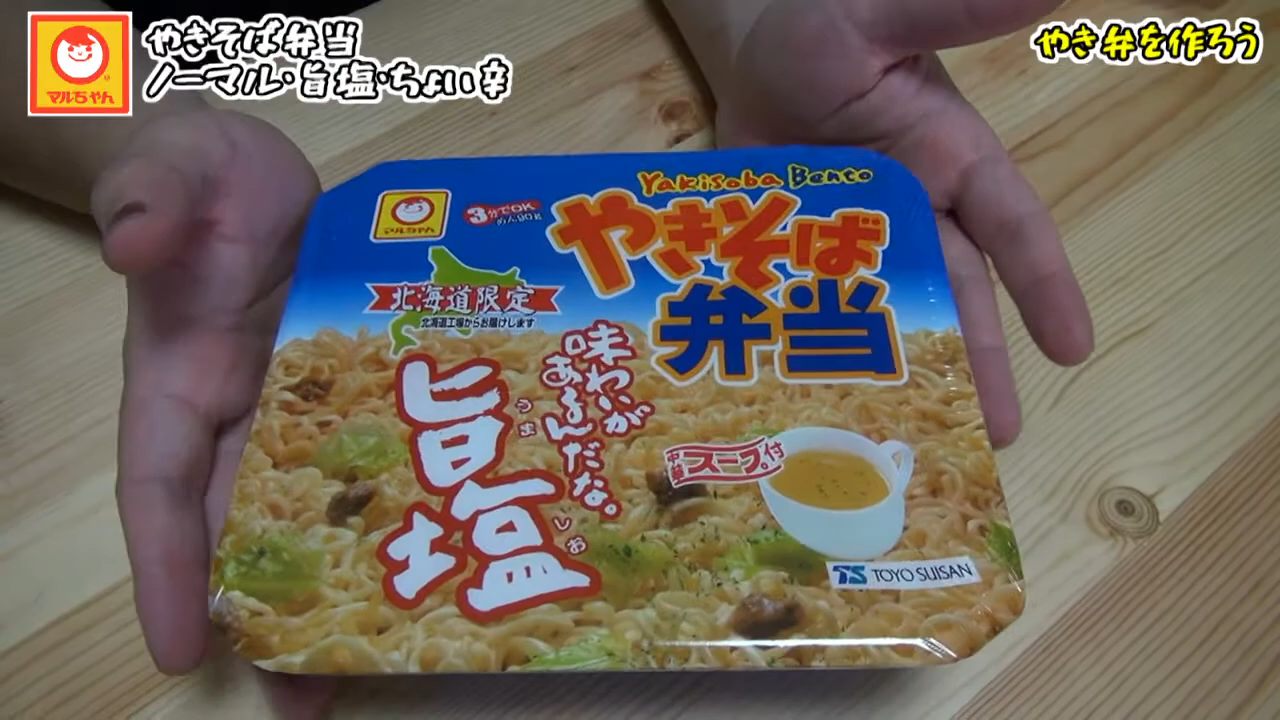 マルちゃん
やきそば弁当
ノーマル・旨塩・ちょい辛
やき弁を作ろう
Yakisoba Bento
マルちゃん
3分でOK
めん90g
やきそば
弁当
北海道限定
北海道工場からお届けします
味わいが
あるんだな。
旨塩
うま
しお
中華スープ付
TS TOYO SUISAN